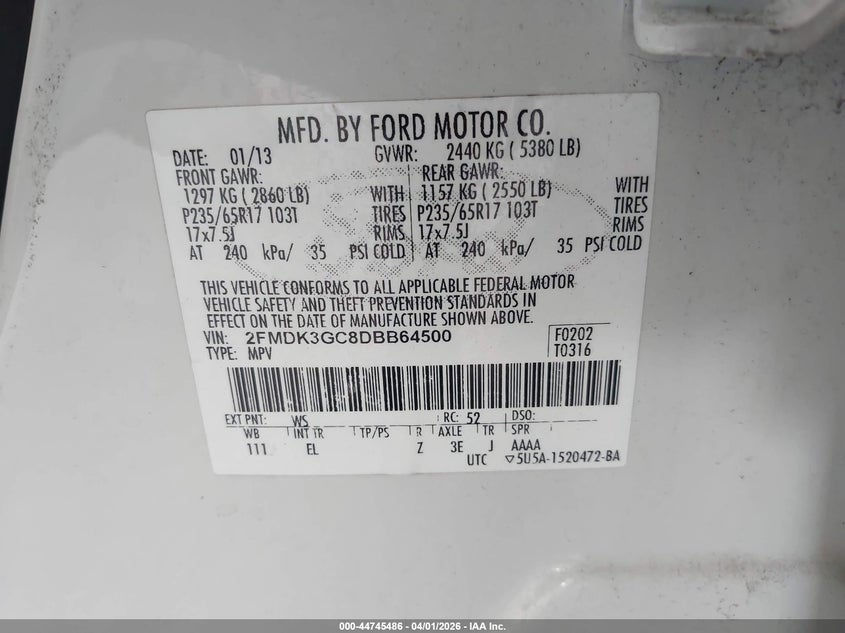 MFD. BY FORD MOTOR CO.
DATE: 01/13 GVWR: 2440 KG ( 5380 LB)
FRONT GAWR: REAR GAWR:
1297 KG ( 2860 LB) WITH 1157 KG ( 2550 LB) WITH
P235/65R17 103T TIRES P235/65R17 103T TIRES
17x7.5J RIMS 17x7.5J RIMS
AT 240 kPa/ 35 PSI COLD AT 240 kPa/ 35 PSI COLD
THIS VEHICLE CONFORMS TO ALL APPLICABLE FEDERAL MOTOR
VEHICLE SAFETY AND THEFT PREVENTION STANDARDS IN
EFFECT ON THE DATE OF MANUFACTURE SHOWN ABOVE.
VIN: 2FMDK3GC8DBB64500 F0202
TYPE: MPV T0316
EXT PNT: WS RC: 52 DSO:
WB INT TR TP/PS R AXLE TR SPR
111 EL Z 3E J AAAA
UTC ▽5U5A-1520472-BA
000-44745486 - 04/01/2026 - IAA Inc.